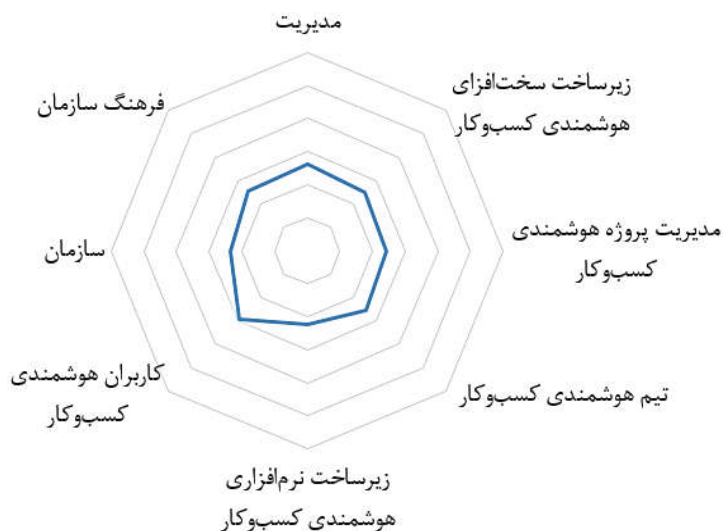 مدیریت
زیرساخت سخت‌افزای
هوشمندی کسب‌وکار
مدیریت پروژه هوشمندی
کسب‌وکار
تیم هوشمندی کسب‌وکار
زیرساخت نرم‌افزاری
هوشمندی کسب‌وکار
کاربران هوشمندی
کسب‌وکار
سازمان
فرهنگ سازمان